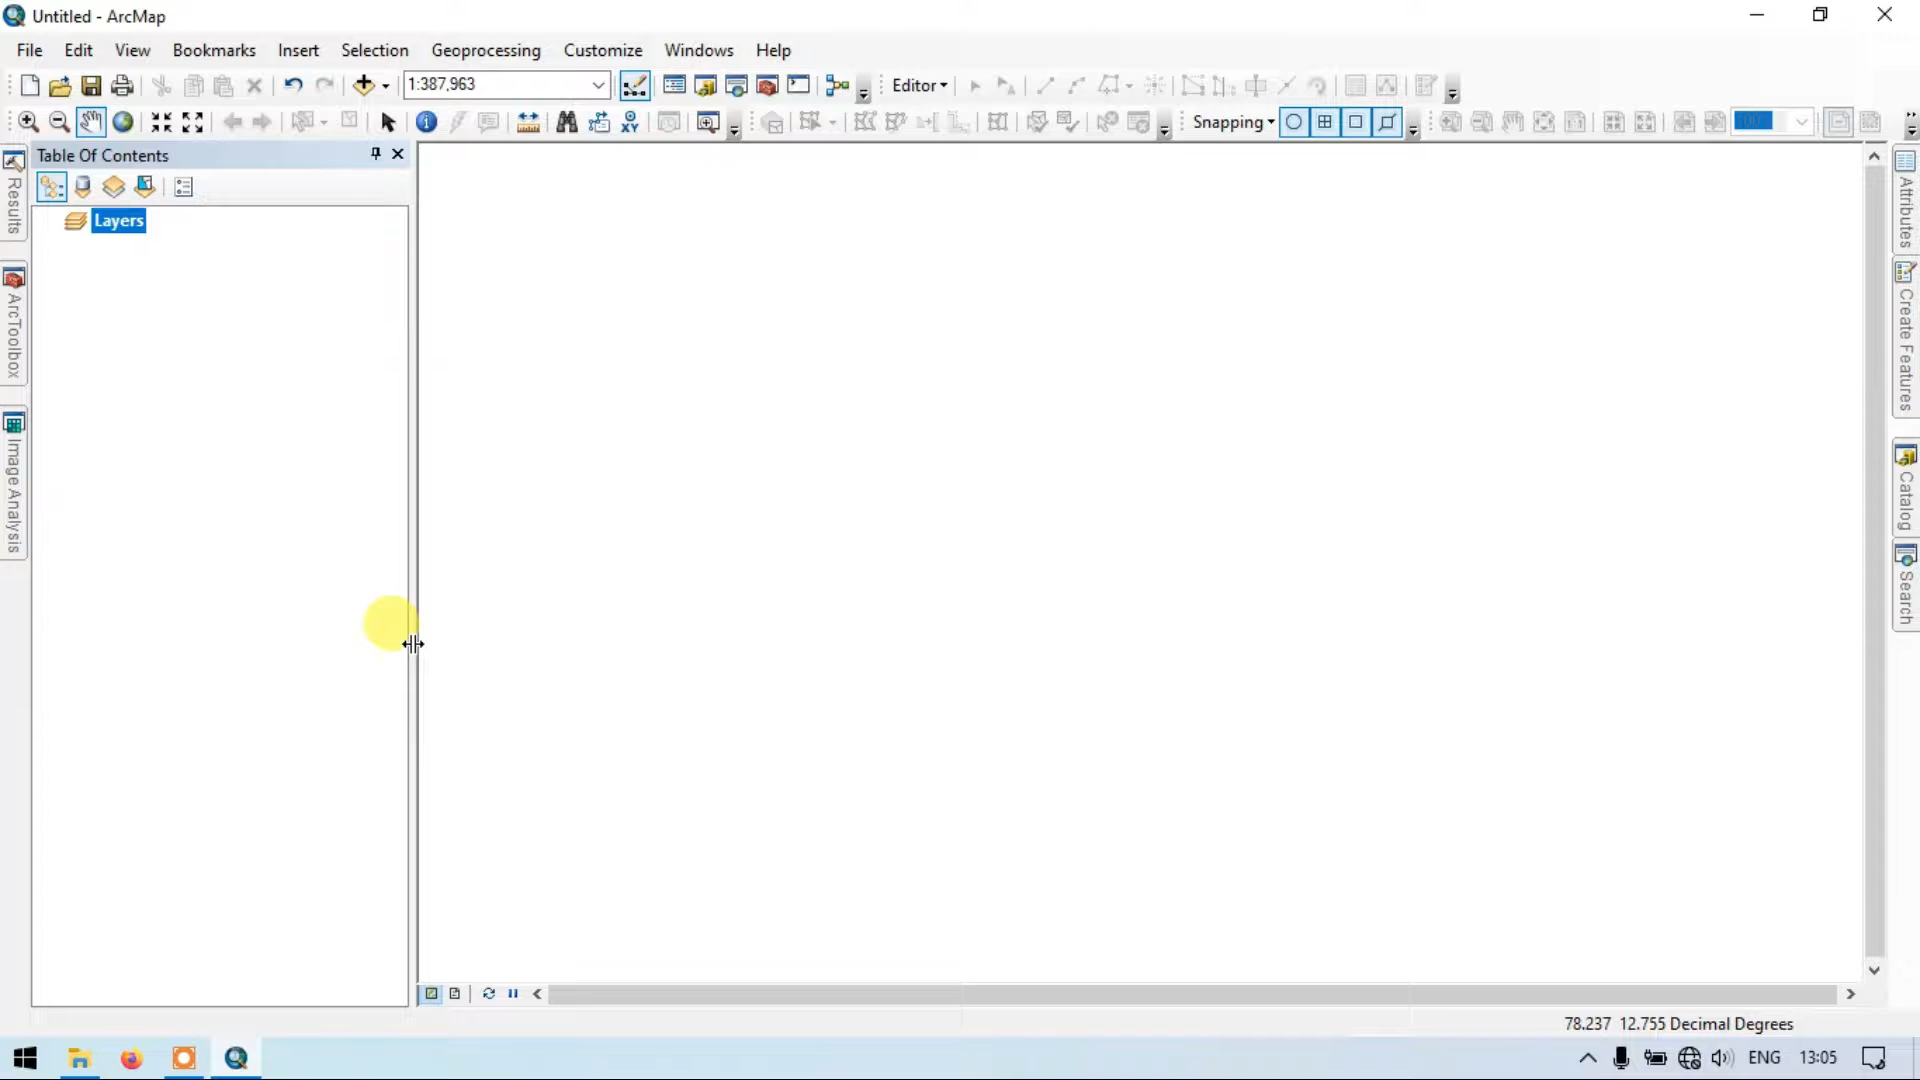 Untitled - ArcMap
File Edit View Bookmarks Insert Selection Geoprocessing Customize Windows Help
1:387,963 Editor
Snapping
Table Of Contents
Layers
Results
ArcToolbox
Image Analysis
Attributes
Create Features
Catalog
Search
78.237 12.755 Decimal Degrees
ENG 13:05